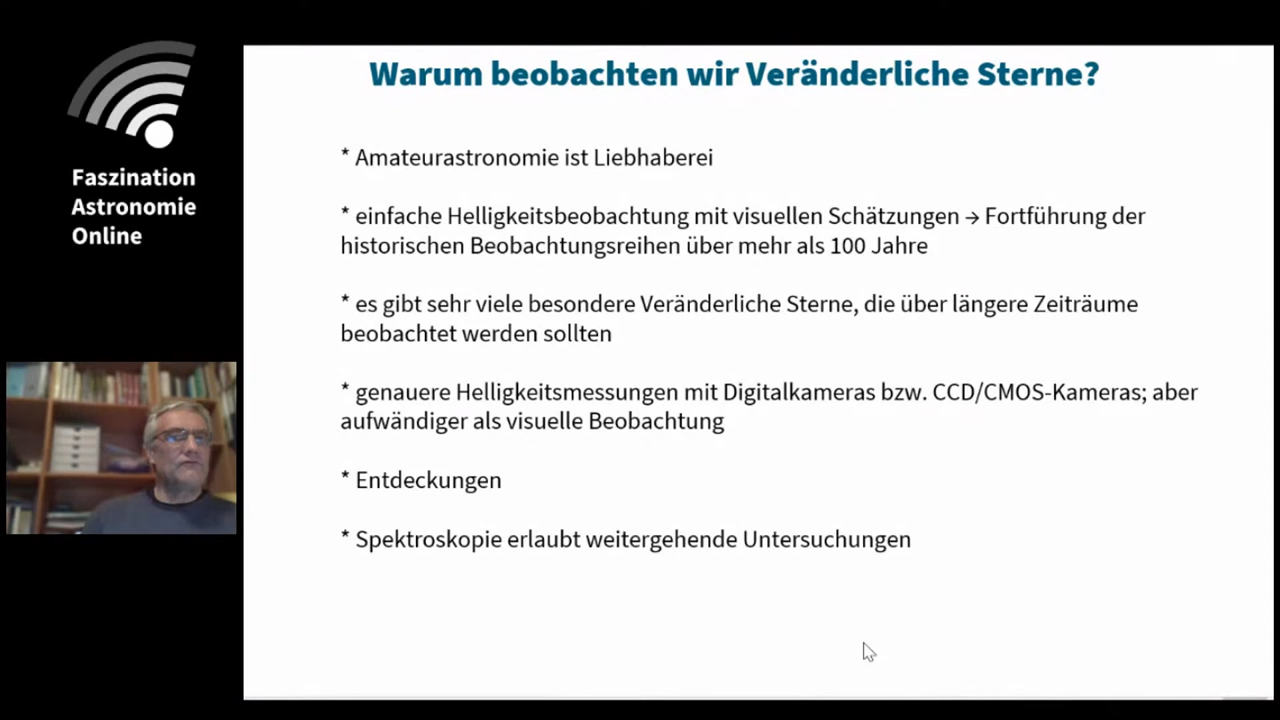 Faszination
Astronomie
Online
Warum beobachten wir Veränderliche Sterne?
* Amateurastronomie ist Liebhaberei
* einfache Helligkeitsbeobachtung mit visuellen Schätzungen → Fortführung der
historischen Beobachtungsreihen über mehr als 100 Jahre
* es gibt sehr viele besondere Veränderliche Sterne, die über längere Zeiträume
beobachtet werden sollten
* genauere Helligkeitsmessungen mit Digitalkameras bzw. CCD/CMOS-Kameras; aber
aufwändiger als visuelle Beobachtung
* Entdeckungen
* Spektroskopie erlaubt weitergehende Untersuchungen